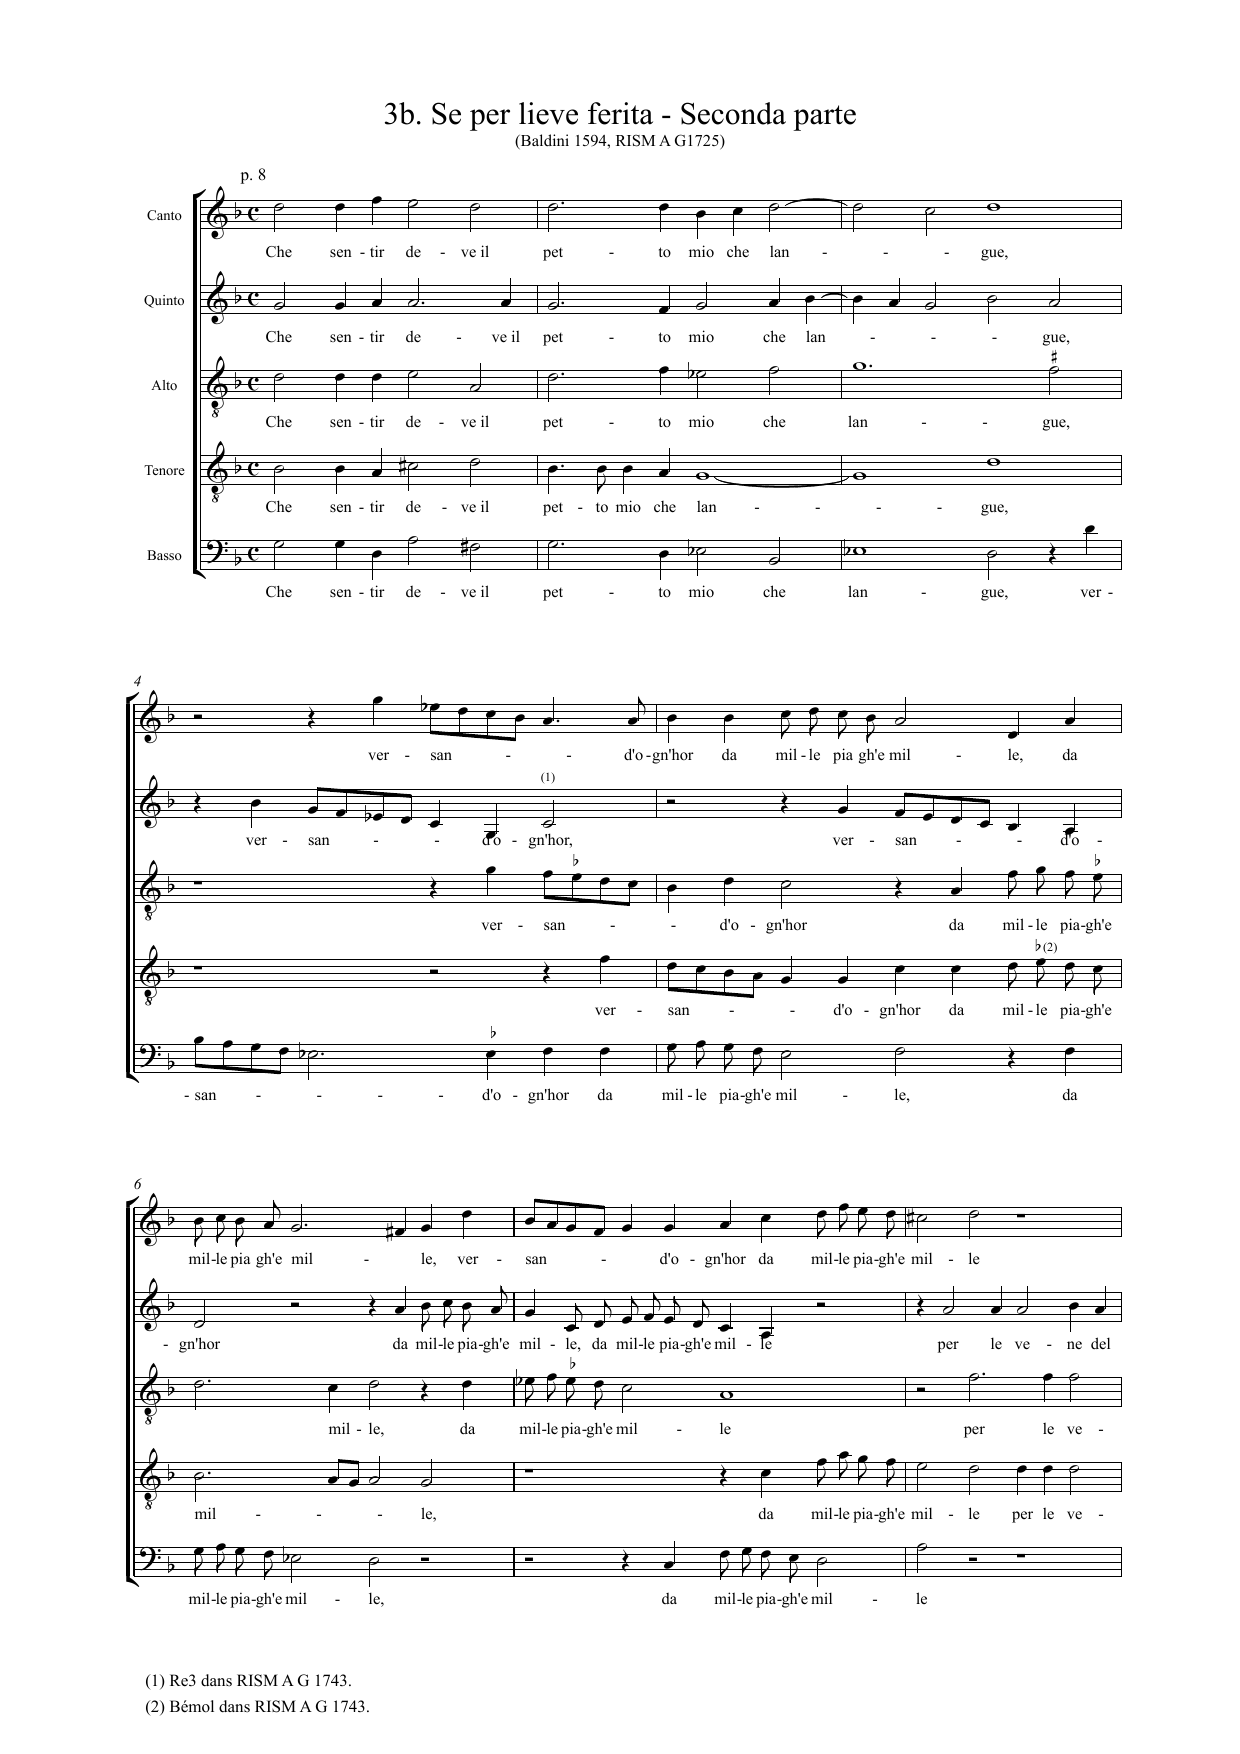 3b. Se per lieve ferita - Seconda parte
(Baldini 1594, RISM A G1725)
p. 8
Canto
Che sen - tir de - ve il pet - to mio che lan - - - gue,
Quinto
Che sen - tir de - ve il pet - to mio che lan - - - gue,
Alto
Che sen - tir de - ve il pet - to mio che lan - - gue,
Tenore
Che sen - tir de - ve il pet - to mio che lan - - - - gue,
Basso
Che sen - tir de - ve il pet - to mio che lan - gue, ver -
4
ver - san - - d'o - gn'hor da mil - le pia gh'e mil - le, da
(1)
ver - san - - d'o - gn'hor, ver - san - - d'o -
ver - san - - d'o - gn'hor da mil - le pia-gh'e
(2)
ver - san - - d'o - gn'hor da mil - le pia-gh'e
- san - - - - d'o - gn'hor da mil - le pia-gh'e mil - le, da
6
mil-le pia gh'e mil - le, ver - san - d'o - gn'hor da mil-le pia-gh'e mil - le
- gn'hor da mil-le pia-gh'e mil - le, da mil-le pia-gh'e mil - le per le ve - ne del
mil - le, da mil-le pia-gh'e mil - le per le ve -
mil - - - le, da mil-le pia-gh'e mil - le per le ve -
mil-le pia-gh'e mil - le, da mil-le pia-gh'e mil - le
(1) Re3 dans RISM A G 1743.
(2) Bémol dans RISM A G 1743.